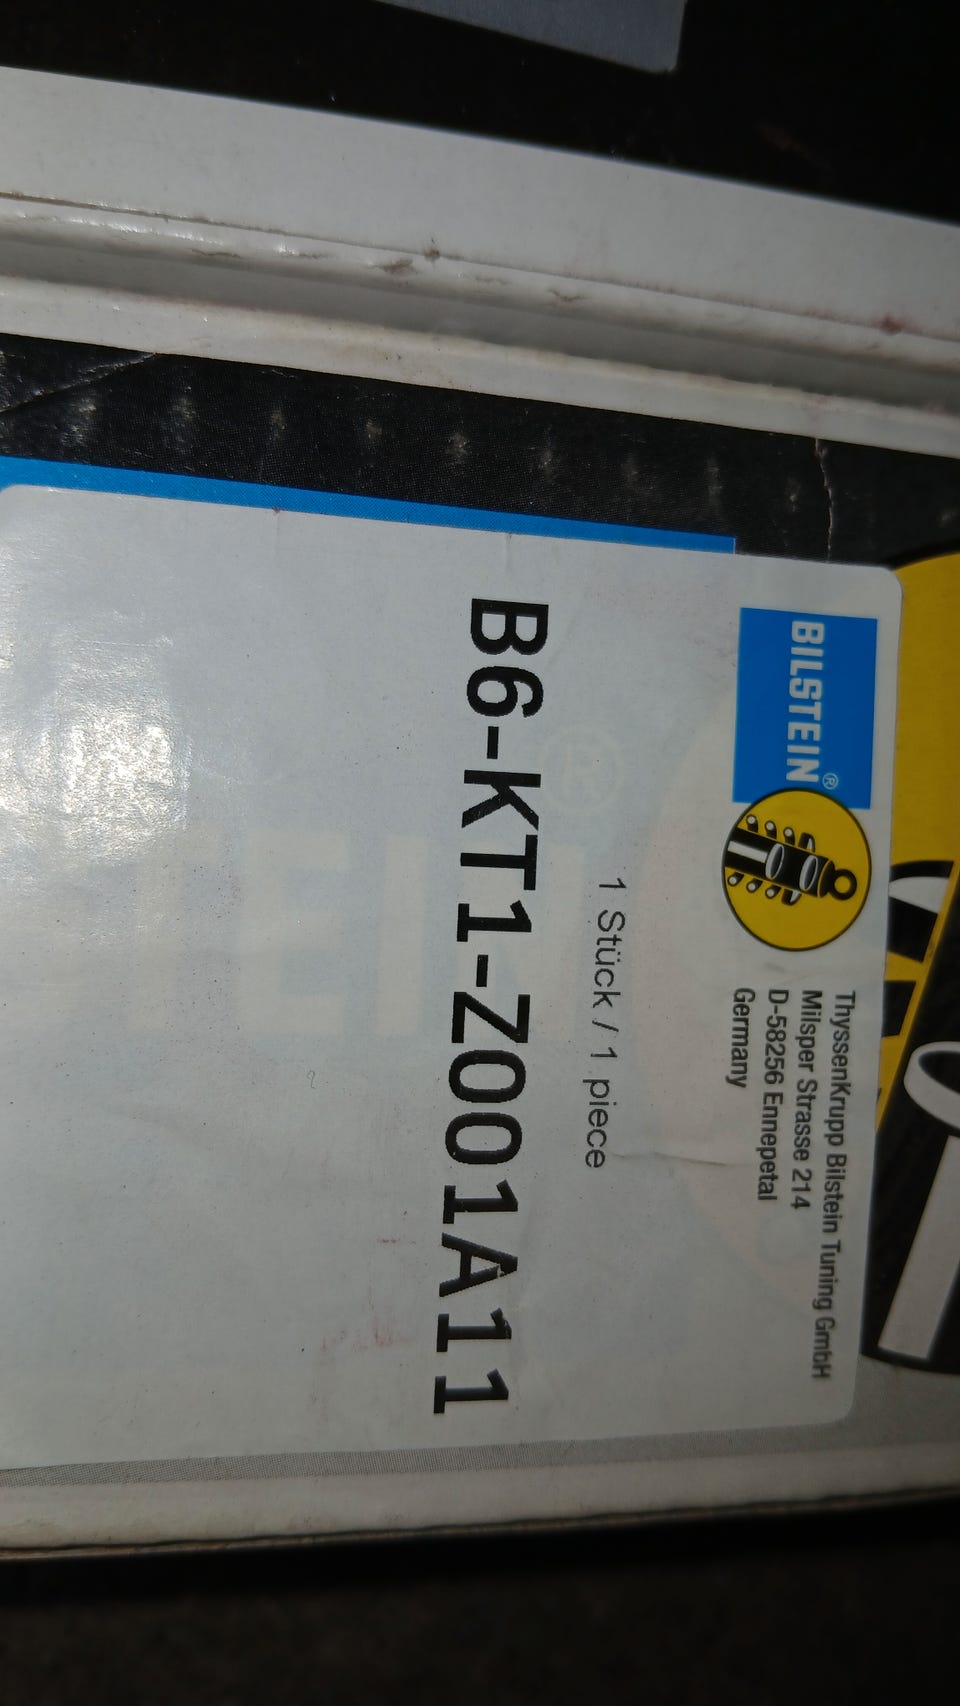 BILSTEIN®
ThyssenKrupp Bilstein Tuning GmbH
Milsper Strasse 214
D-58256 Ennepetal
Germany
1 Stück / 1 piece
B6-KT1-Z001A11